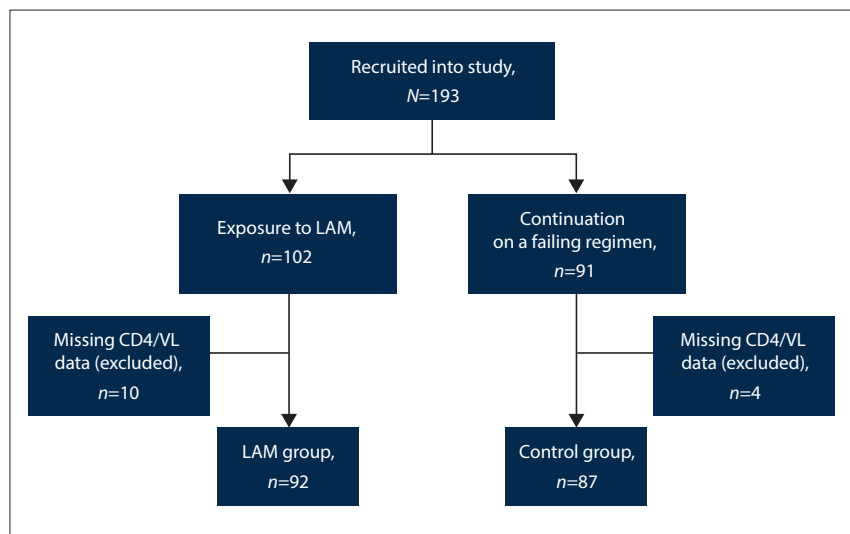 Recruited into study,
N=193
Exposure to LAM,
n=102
Continuation
on a failing regimen,
n=91
Missing CD4/VL
data (excluded),
n=10
Missing CD4/VL
data (excluded),
n=4
LAM group,
n=92
Control group,
n=87